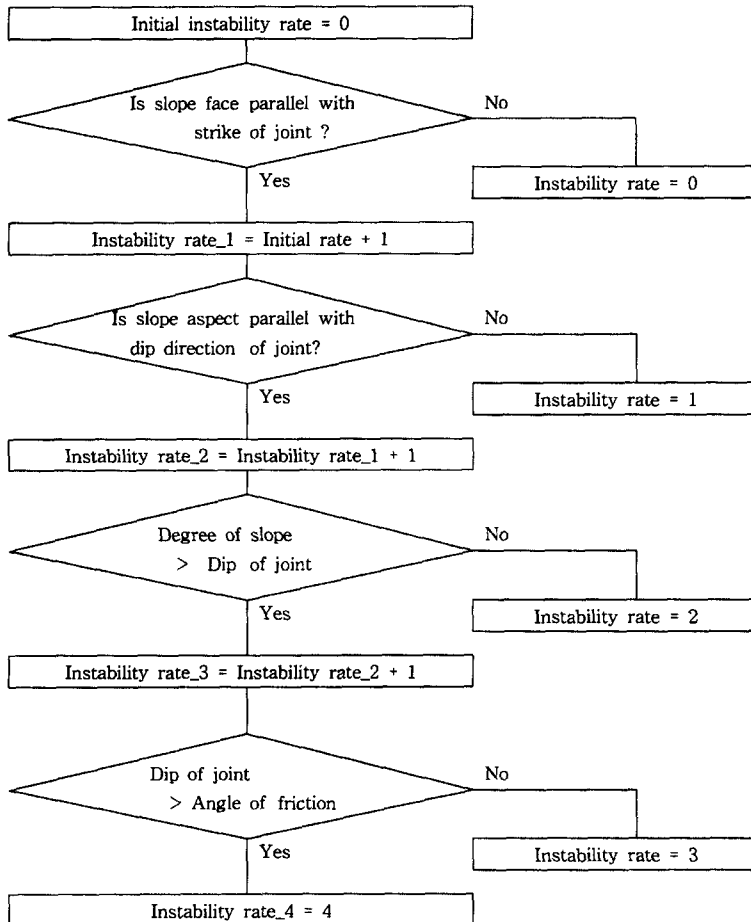 Initial instability rate = 0
Is slope face parallel with
strike of joint ?
No
Yes
Instability rate = 0
Instability rate_1 = Initial rate + 1
Is slope aspect parallel with
dip direction of joint?
No
Yes
Instability rate = 1
Instability rate_2 = Instability rate_1 + 1
Degree of slope
> Dip of joint
No
Yes
Instability rate = 2
Instability rate_3 = Instability rate_2 + 1
Dip of joint
> Angle of friction
No
Yes
Instability rate = 3
Instability rate_4 = 4